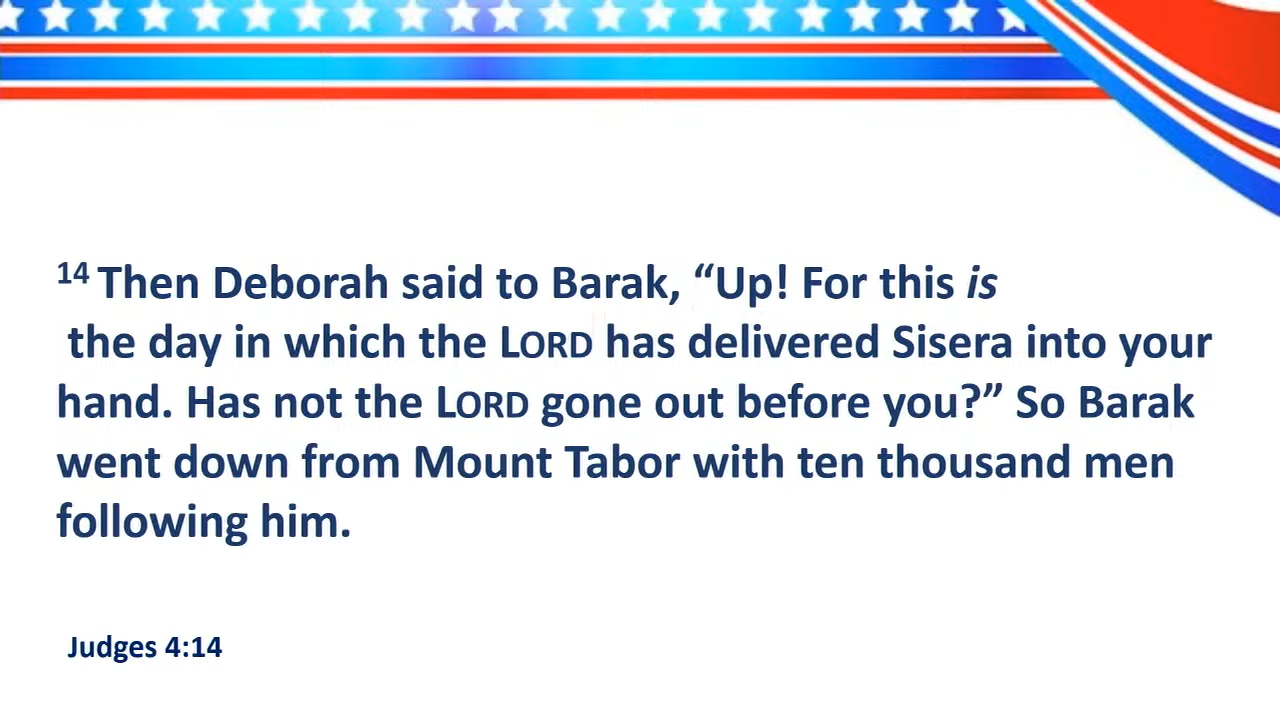 14 Then Deborah said to Barak, “Up! For this is
the day in which the LORD has delivered Sisera into your
hand. Has not the LORD gone out before you?” So Barak
went down from Mount Tabor with ten thousand men
following him.
Judges 4:14